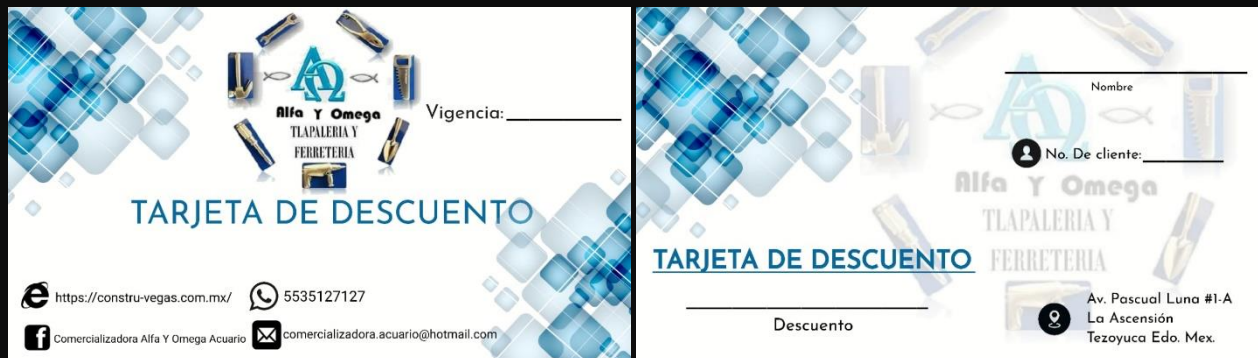 ΑΩ
Alfa Y Omega
TLAPALERIA Y
FERRETERIA
Vigencia:
TARJETA DE DESCUENTO
https://constru-vegas.com.mx/
5535127127
Comercializadora Alfa Y Omega Acuario
comercializadora.acuario@hotmail.com
Nombre
No. De cliente:
ΑΩ
Alfa Y Omega
TLAPALERIA Y
FERRETERIA
TARJETA DE DESCUENTO
Descuento
Av. Pascual Luna #1-A
La Ascensión
Tezoyuca Edo. Mex.